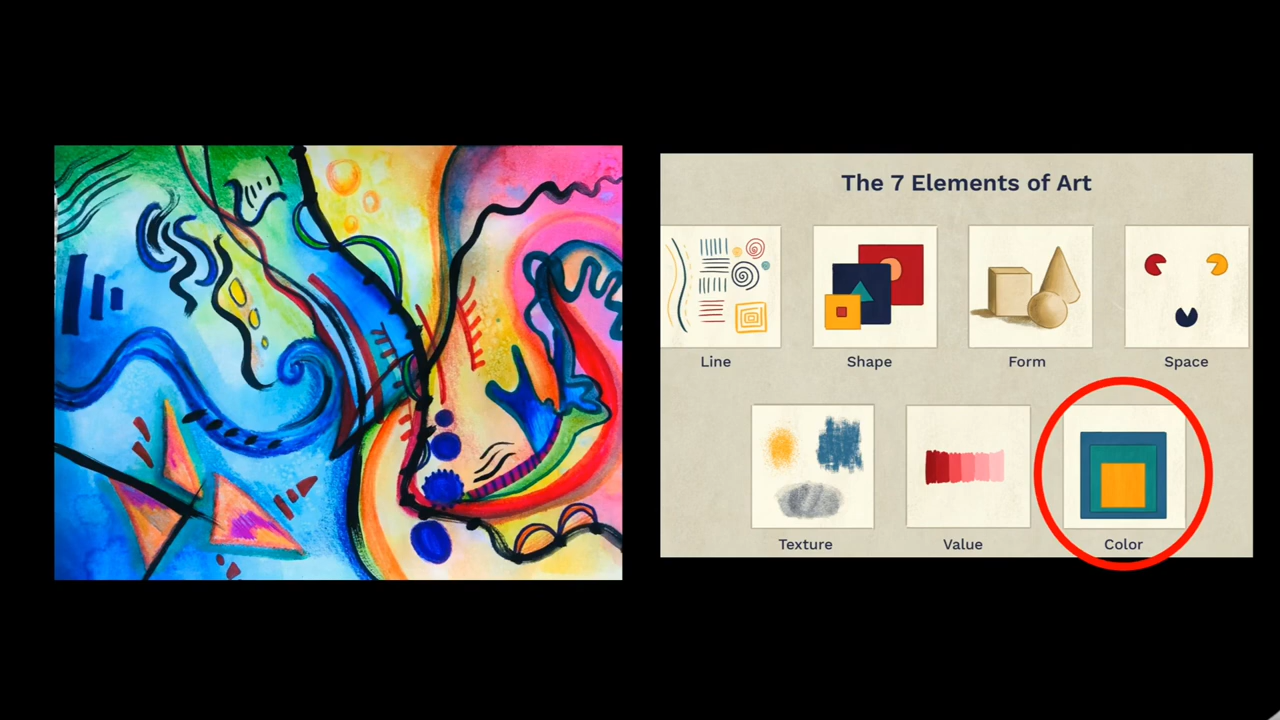 The 7 Elements of Art
Line
Shape
Form
Space
Texture
Value
Color